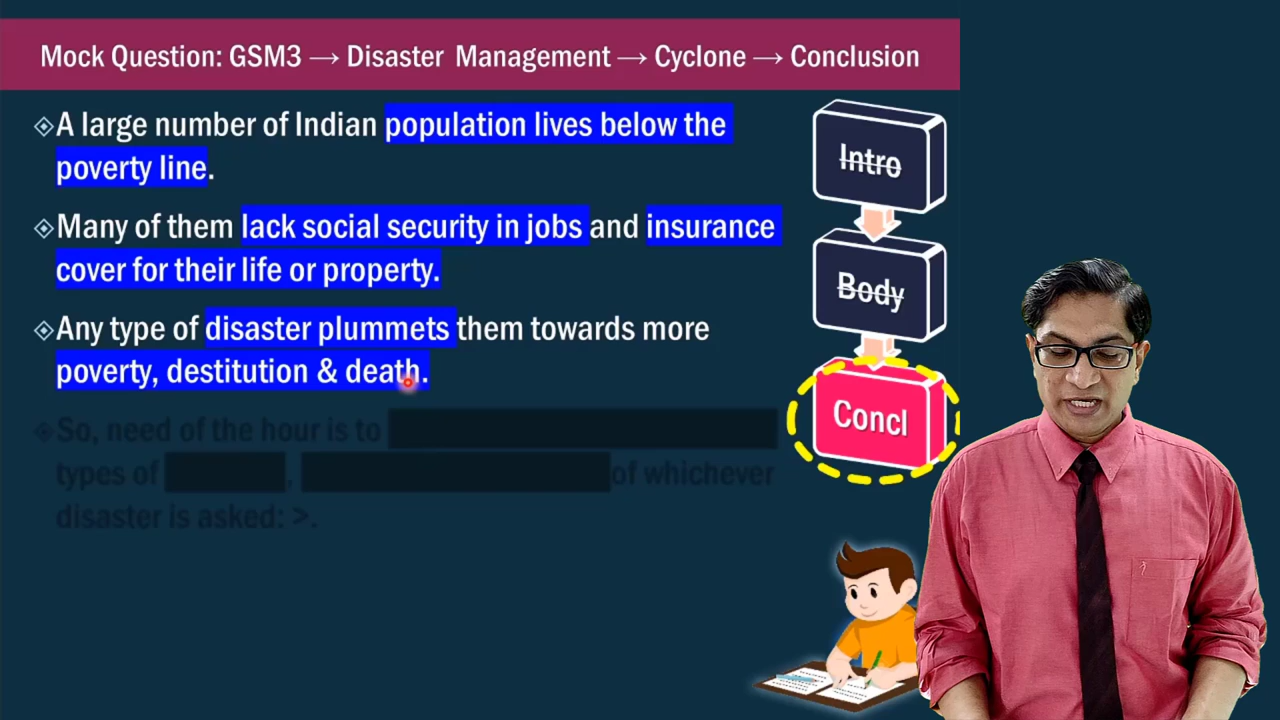 Mock Question: GSM3 → Disaster Management → Cyclone → Conclusion
A large number of Indian population lives below the
poverty line.
Many of them lack social security in jobs and insurance
cover for their life or property.
Any type of disaster plummets them towards more
poverty, destitution & death.
So, need of the hour is to
types of , of whichever
disaster is asked: >.
Intro
Body
Concl